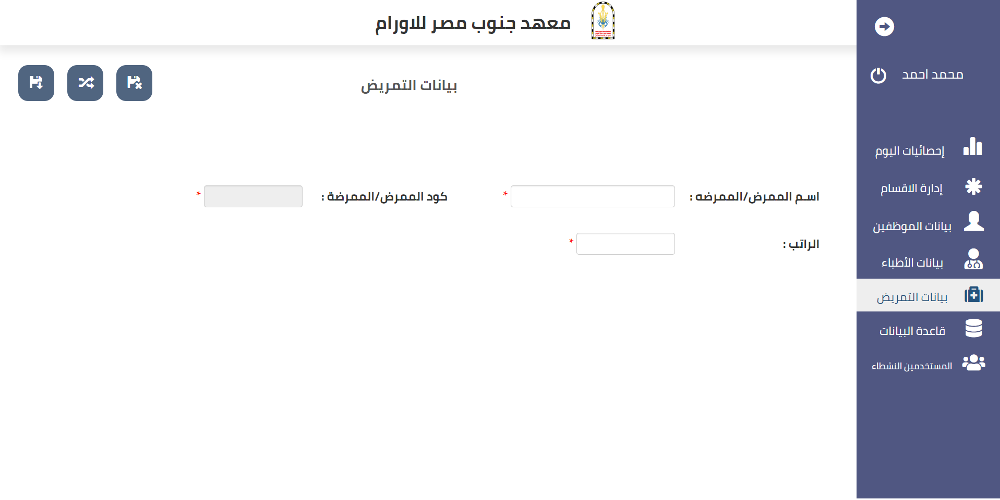 معهد جنوب مصر للاورام
محمد احمد
إحصائيات اليوم
إدارة الاقسام
بيانات الموظفين
بيانات الأطباء
بيانات التمريض
قاعدة البيانات
المستخدمين النشطاء
بيانات التمريض
اسـم الممرض/الممرضه :
*
كود الممرض/الممرضة :
*
الراتب :
*